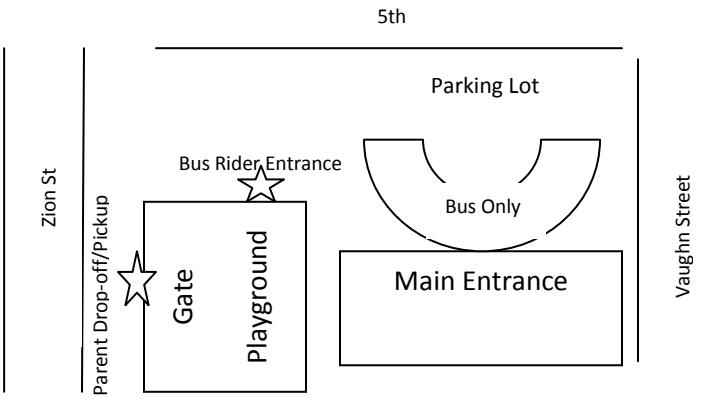 5th
Parking Lot
Bus Rider Entrance
Zion St
Bus Only
Vaughn Street
Parent Drop-off/Pickup
Gate
Playground
Main Entrance